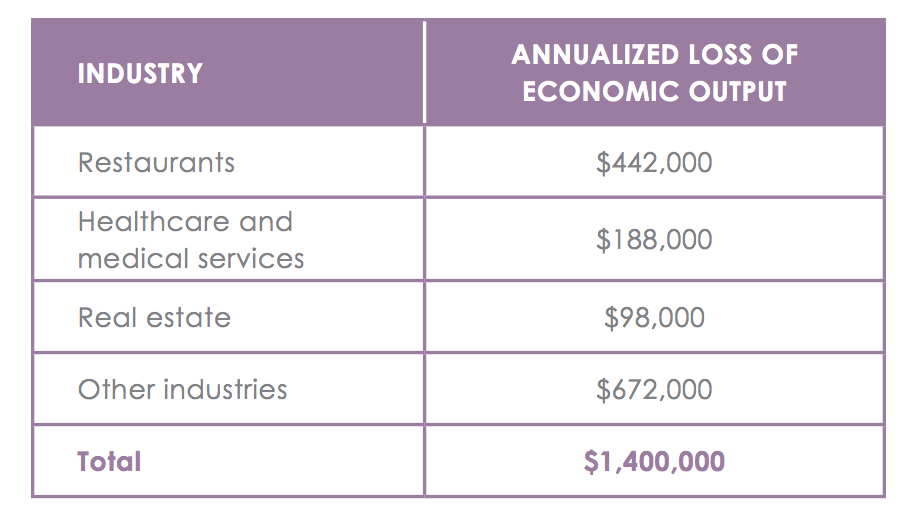 INDUSTRY
ANNUALIZED LOSS OF
ECONOMIC OUTPUT
Restaurants
$442,000
Healthcare and
medical services
$188,000
Real estate
$98,000
Other industries
$672,000
Total
$1,400,000